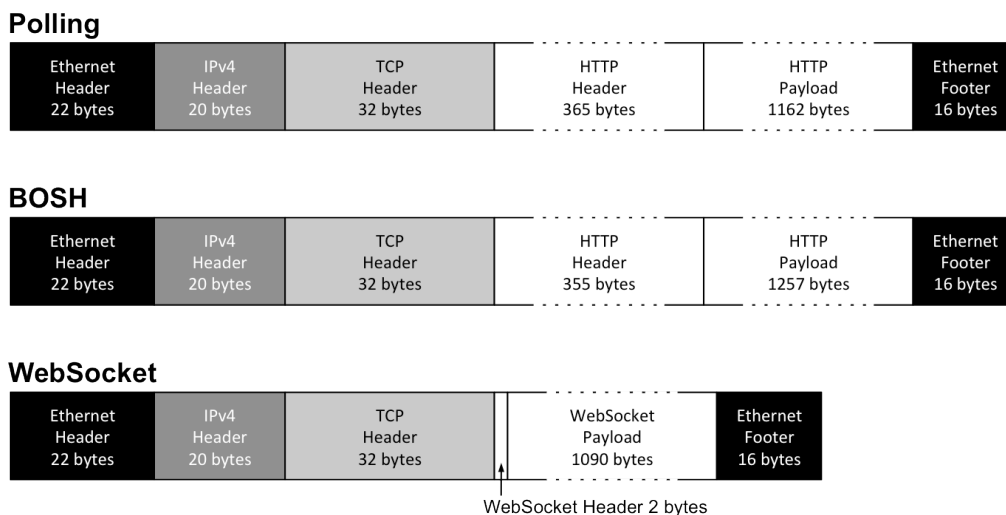 Polling
Ethernet
Header
22 bytes
IPv4
Header
20 bytes
TCP
Header
32 bytes
HTTP
Header
365 bytes
HTTP
Payload
1162 bytes
Ethernet
Footer
16 bytes
BOSH
Ethernet
Header
22 bytes
IPv4
Header
20 bytes
TCP
Header
32 bytes
HTTP
Header
355 bytes
HTTP
Payload
1257 bytes
Ethernet
Footer
16 bytes
WebSocket
Ethernet
Header
22 bytes
IPv4
Header
20 bytes
TCP
Header
32 bytes
WebSocket
Payload
1090 bytes
Ethernet
Footer
16 bytes
WebSocket Header 2 bytes